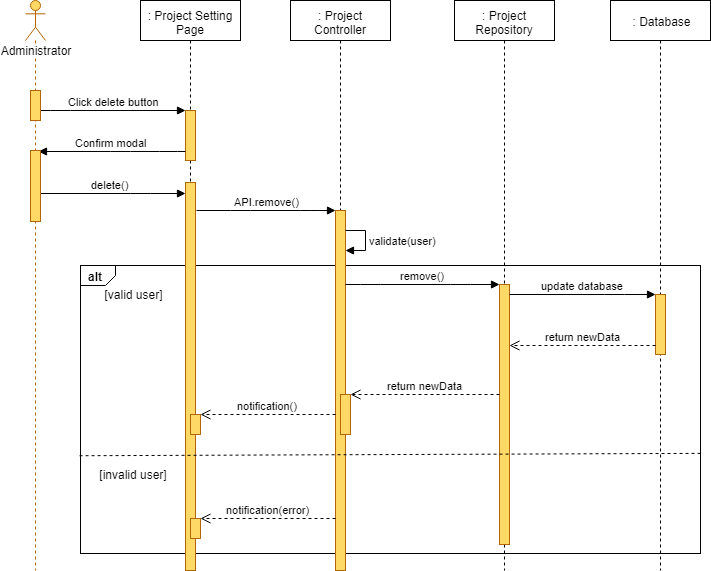 Administrator
: Project Setting
Page
: Project
Controller
: Project
Repository
: Database
Click delete button
Confirm modal
delete()
API.remove()
validate(user)
alt
[valid user]
remove()
update database
return newData
return newData
notification()
[invalid user]
notification(error)